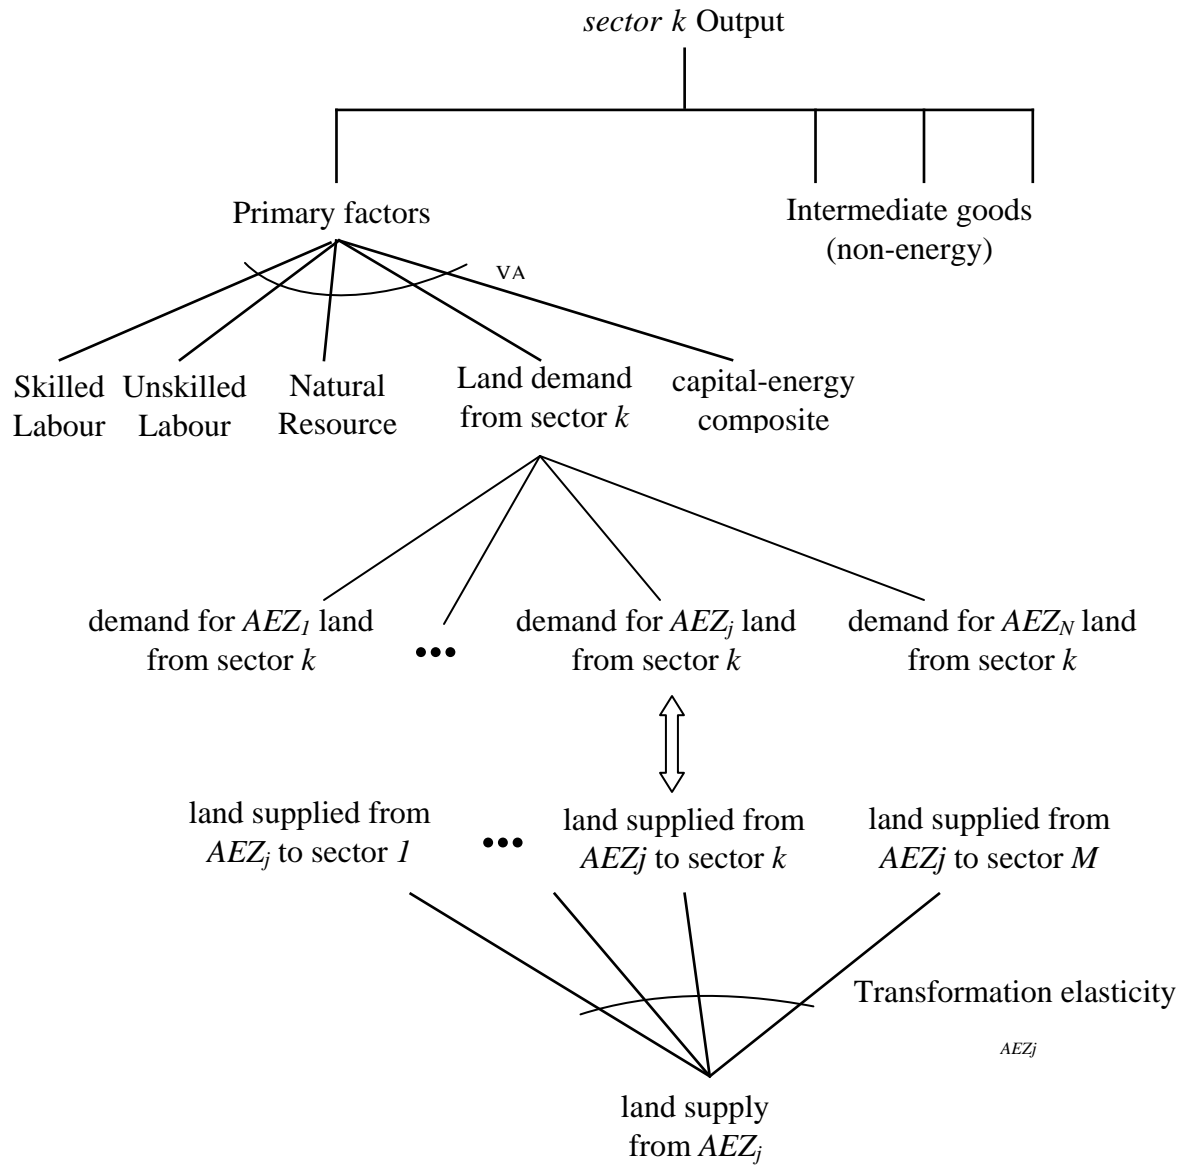 sector k Output
Primary factors
Intermediate goods
(non-energy)
VA
Skilled
Labour
Unskilled
Labour
Natural
Resource
Land demand
from sector k
capital-energy
composite
demand for AEZ1 land
from sector k
•••
demand for AEZj land
from sector k
demand for AEZN land
from sector k
land supplied from
AEZj to sector 1
•••
land supplied from
AEZj to sector k
land supplied from
AEZj to sector M
Transformation elasticity
AEZj
land supply
from AEZj